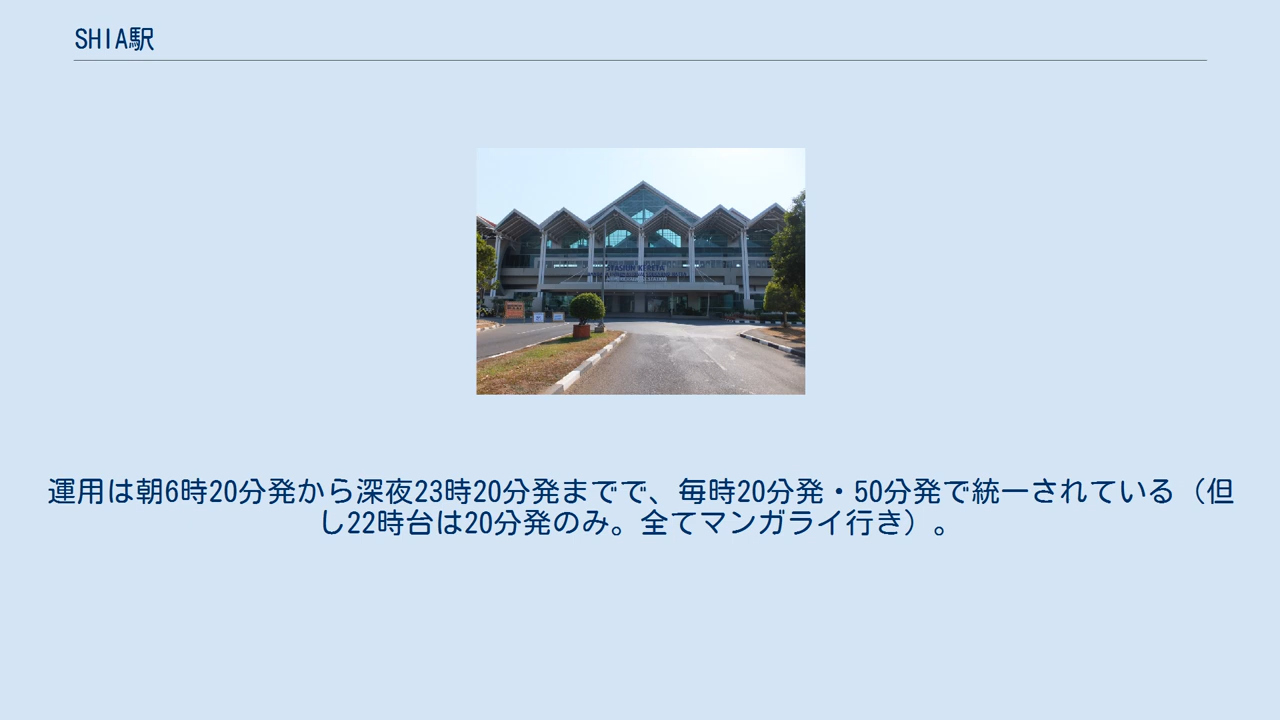 SHIA駅
STASIUN KERETA
運用は朝6時20分発から深夜23時20分発までで、毎時20分発・50分発で統一されている（但
し22時台は20分発のみ。全てマンガライ行き）。